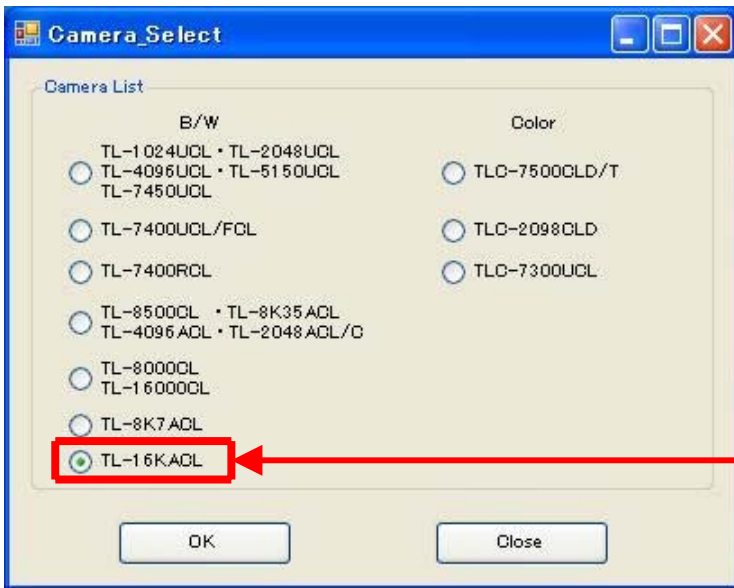 Camera_Select
Camera List
B/W
Color
TL-1024UCL・TL-2048UCL
TL-4096UCL・TL-5150UCL
TL-7450UCL
TLC-7500CLD/T
TL-7400UCL/FCL
TLC-2098CLD
TL-7400RCL
TLC-7300UCL
TL-8500CL ・TL-8K35ACL
TL-4096ACL・TL-2048ACL/C
TL-8000CL
TL-16000CL
TL-8K7ACL
TL-16KACL
OK
Close